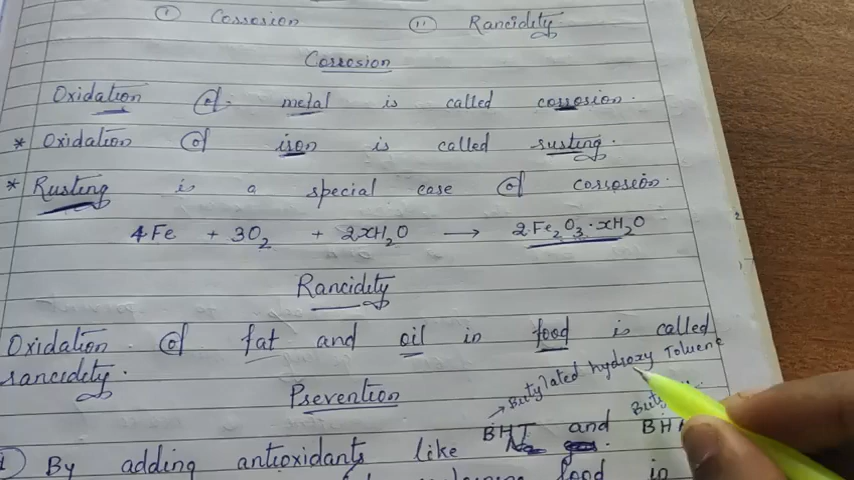 (i) Corrosion (ii) Rancidity
Corrosion
Oxidation of metal is called corrosion.
* Oxidation of iron is called rusting.
* Rusting is a special case of corrosion.
4Fe + 3O₂ + 2xH₂O → 2Fe₂O₃·xH₂O
Rancidity
Oxidation of fat and oil in food is called
rancidity.
Prevention
→ Butylated hydroxy Toluene
By adding antioxidants like BHT and
food in